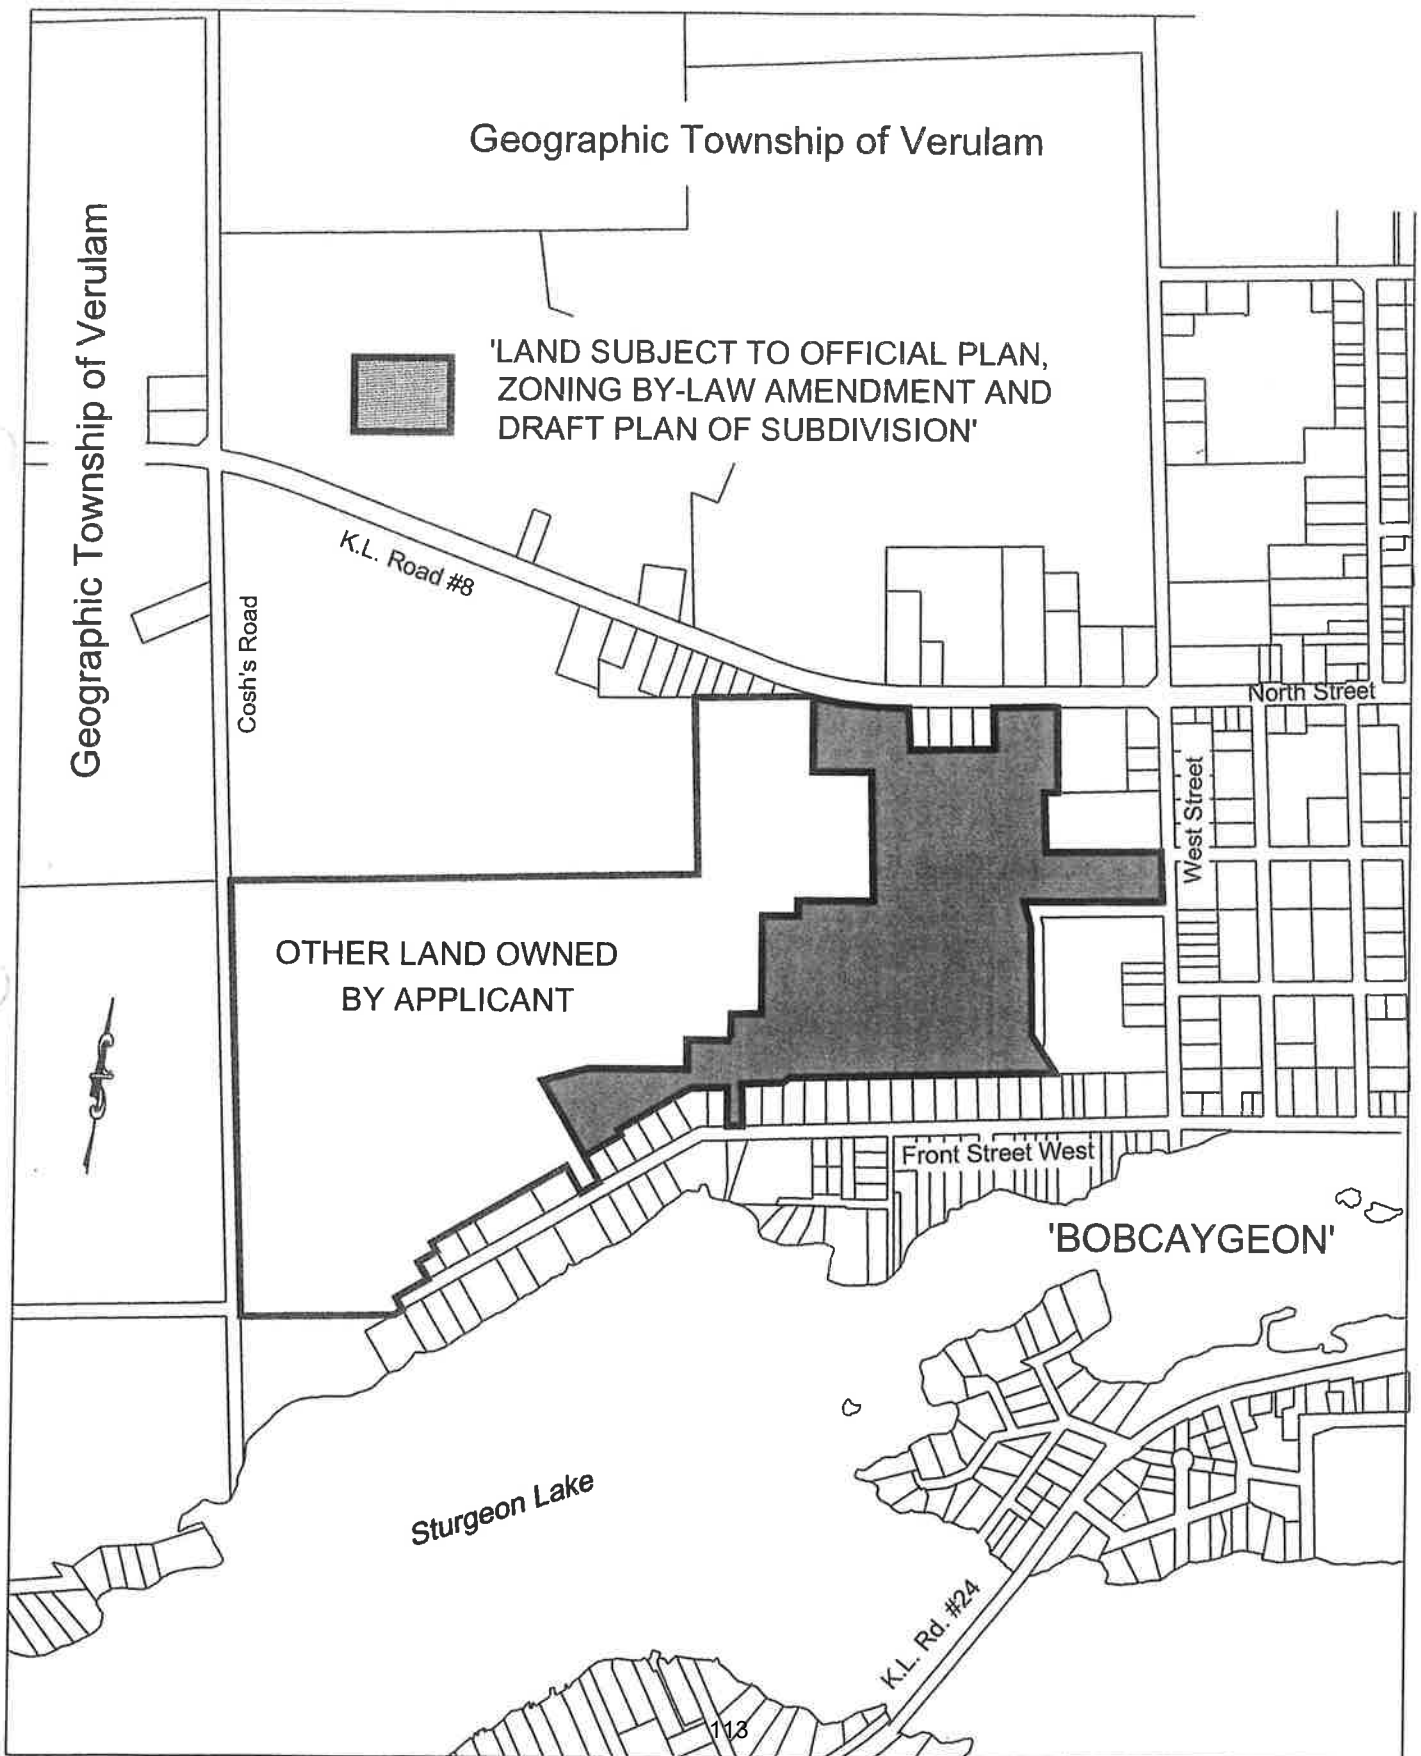 Geographic Township of Verulam
Geographic Township of Verulam
'LAND SUBJECT TO OFFICIAL PLAN,
ZONING BY-LAW AMENDMENT AND
DRAFT PLAN OF SUBDIVISION'
K.L. Road #8
Cosh's Road
North Street
West Street
OTHER LAND OWNED
BY APPLICANT
Front Street West
'BOBCAYGEON'
Sturgeon Lake
K.L. Rd. #24
113